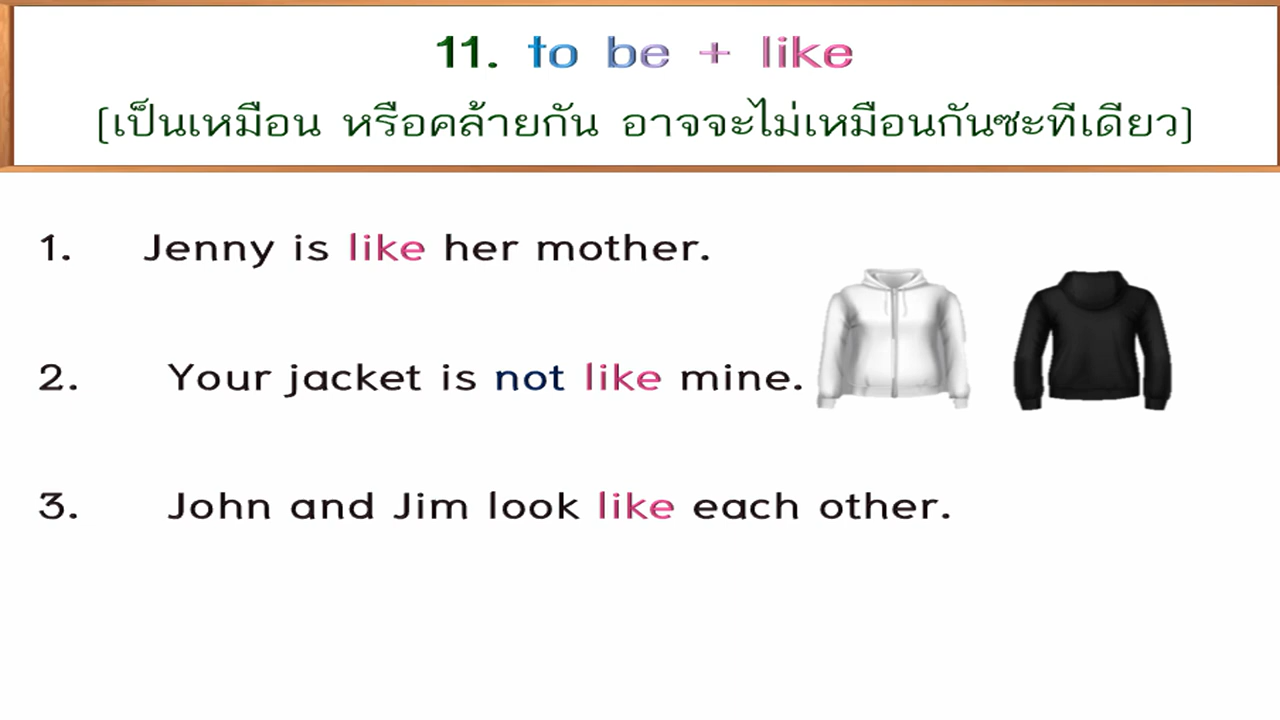 11. to be + like
[เป็นเหมือน หรือคล้ายกัน อาจจะไม่เหมือนกันซะทีเดียว]
1. Jenny is like her mother.
2. Your jacket is not like mine.
3. John and Jim look like each other.